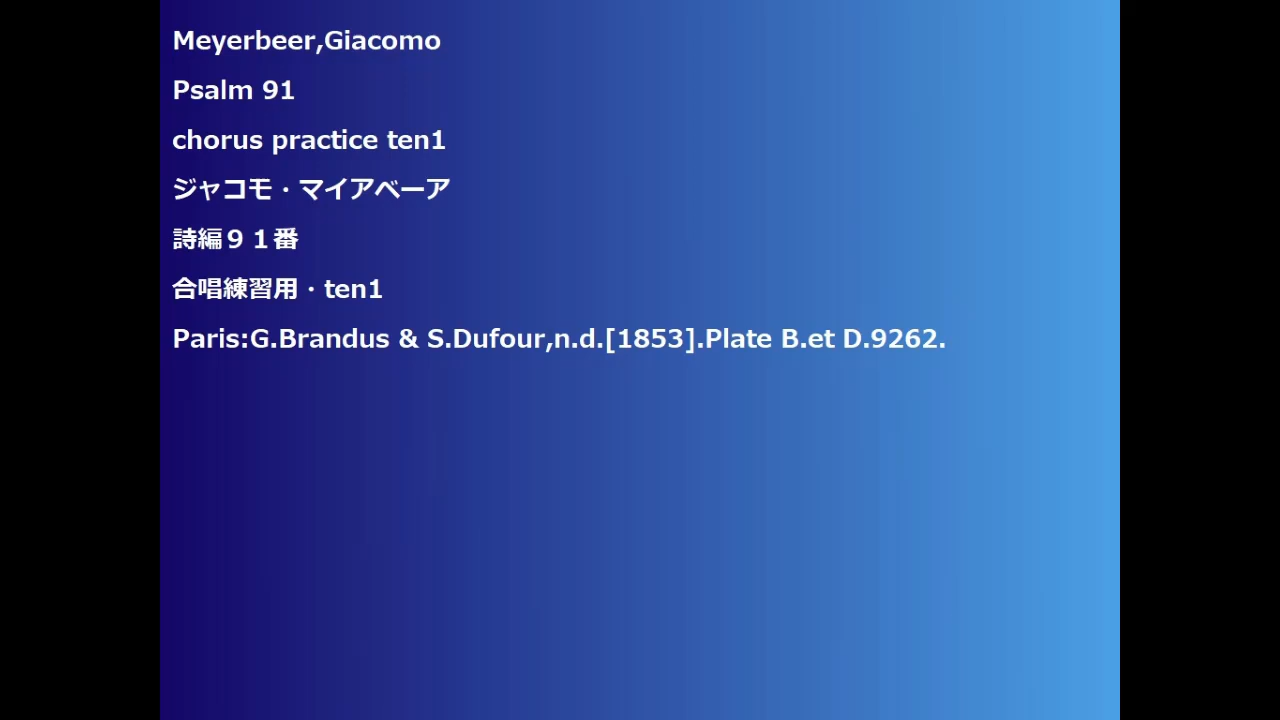 Meyerbeer,Giacomo
Psalm 91
chorus practice ten1
ジャコモ・マイアベーア
詩編９１番
合唱練習用・ten1
Paris:G.Brandus & S.Dufour,n.d.[1853].Plate B.et D.9262.